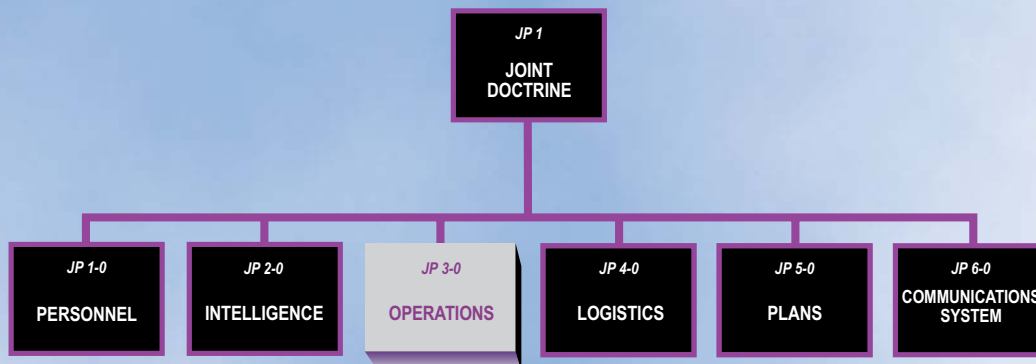 JP 1
JOINT
DOCTRINE
JP 1-0
PERSONNEL
JP 2-0
INTELLIGENCE
JP 3-0
OPERATIONS
JP 4-0
LOGISTICS
JP 5-0
PLANS
JP 6-0
COMMUNICATIONS
SYSTEM